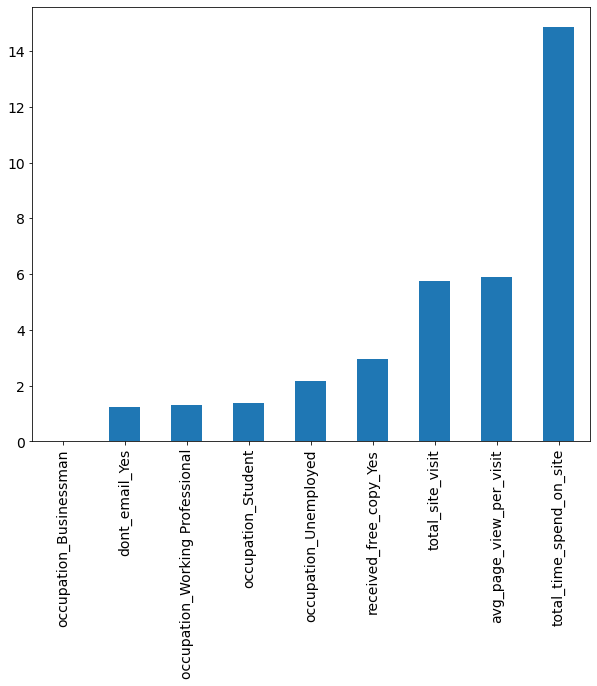 14
12
10
8
6
4
2
0
occupation_Businessman
dont_email_Yes
occupation_Working Professional
occupation_Student
occupation_Unemployed
received_free_copy_Yes
total_site_visit
avg_page_view_per_visit
total_time_spend_on_site